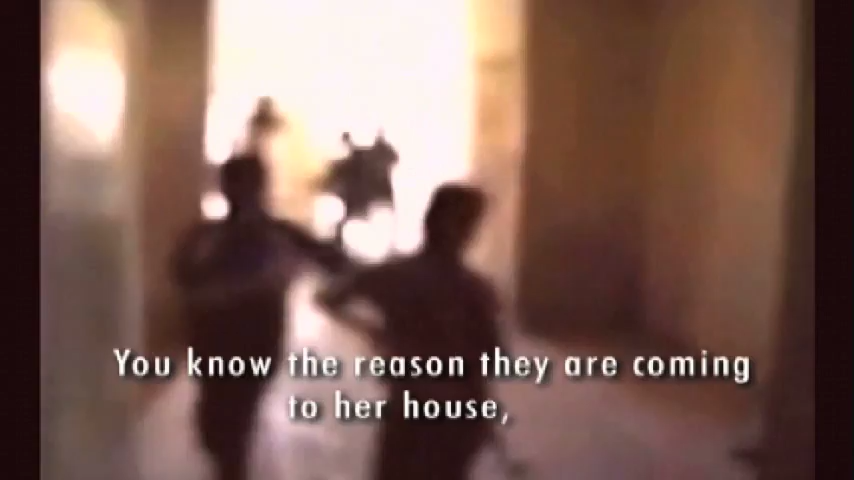 You know the reason they are coming
to her house,